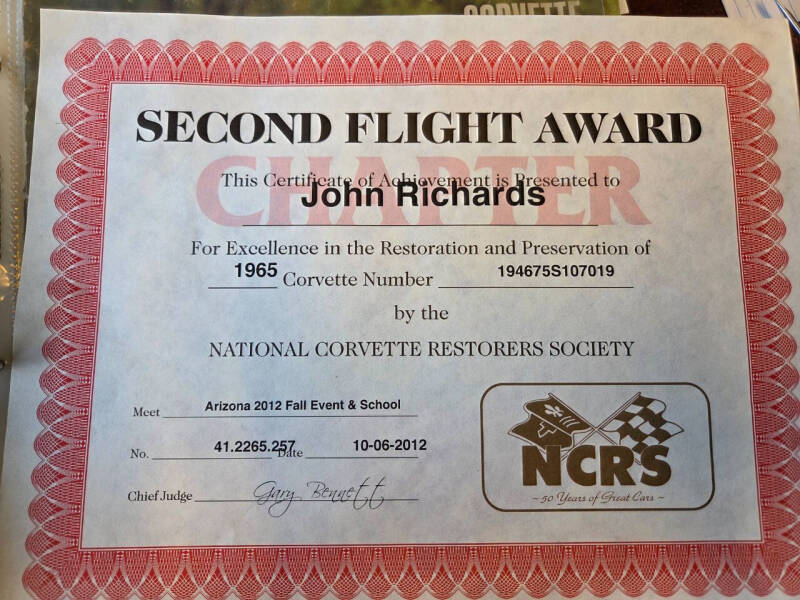 CORVETTE
SECOND FLIGHT AWARD
CHAPTER
This Certificate of Achievement is Presented to
John Richards
For Excellence in the Restoration and Preservation of
1965 Corvette Number 194675S107019
by the
NATIONAL CORVETTE RESTORERS SOCIETY
Meet Arizona 2012 Fall Event & School
No. 41.2265.257 Date 10-06-2012
Chief Judge Gary Bennett
NCRS
~50 Years of Great Cars~